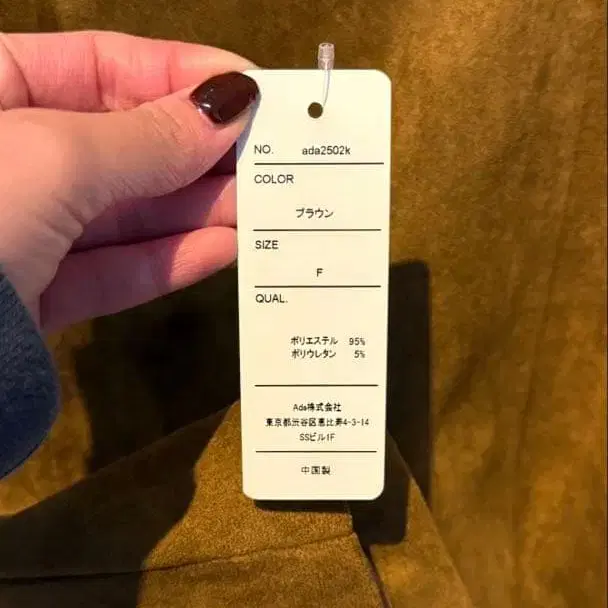 NO. ada2502k
COLOR
ブラウン
SIZE
F
QUAL.
ポリエステル 95%
ポリウレタン 5%
Ada株式会社
東京都渋谷区恵比寿4-3-14
SSビル1F
中国製